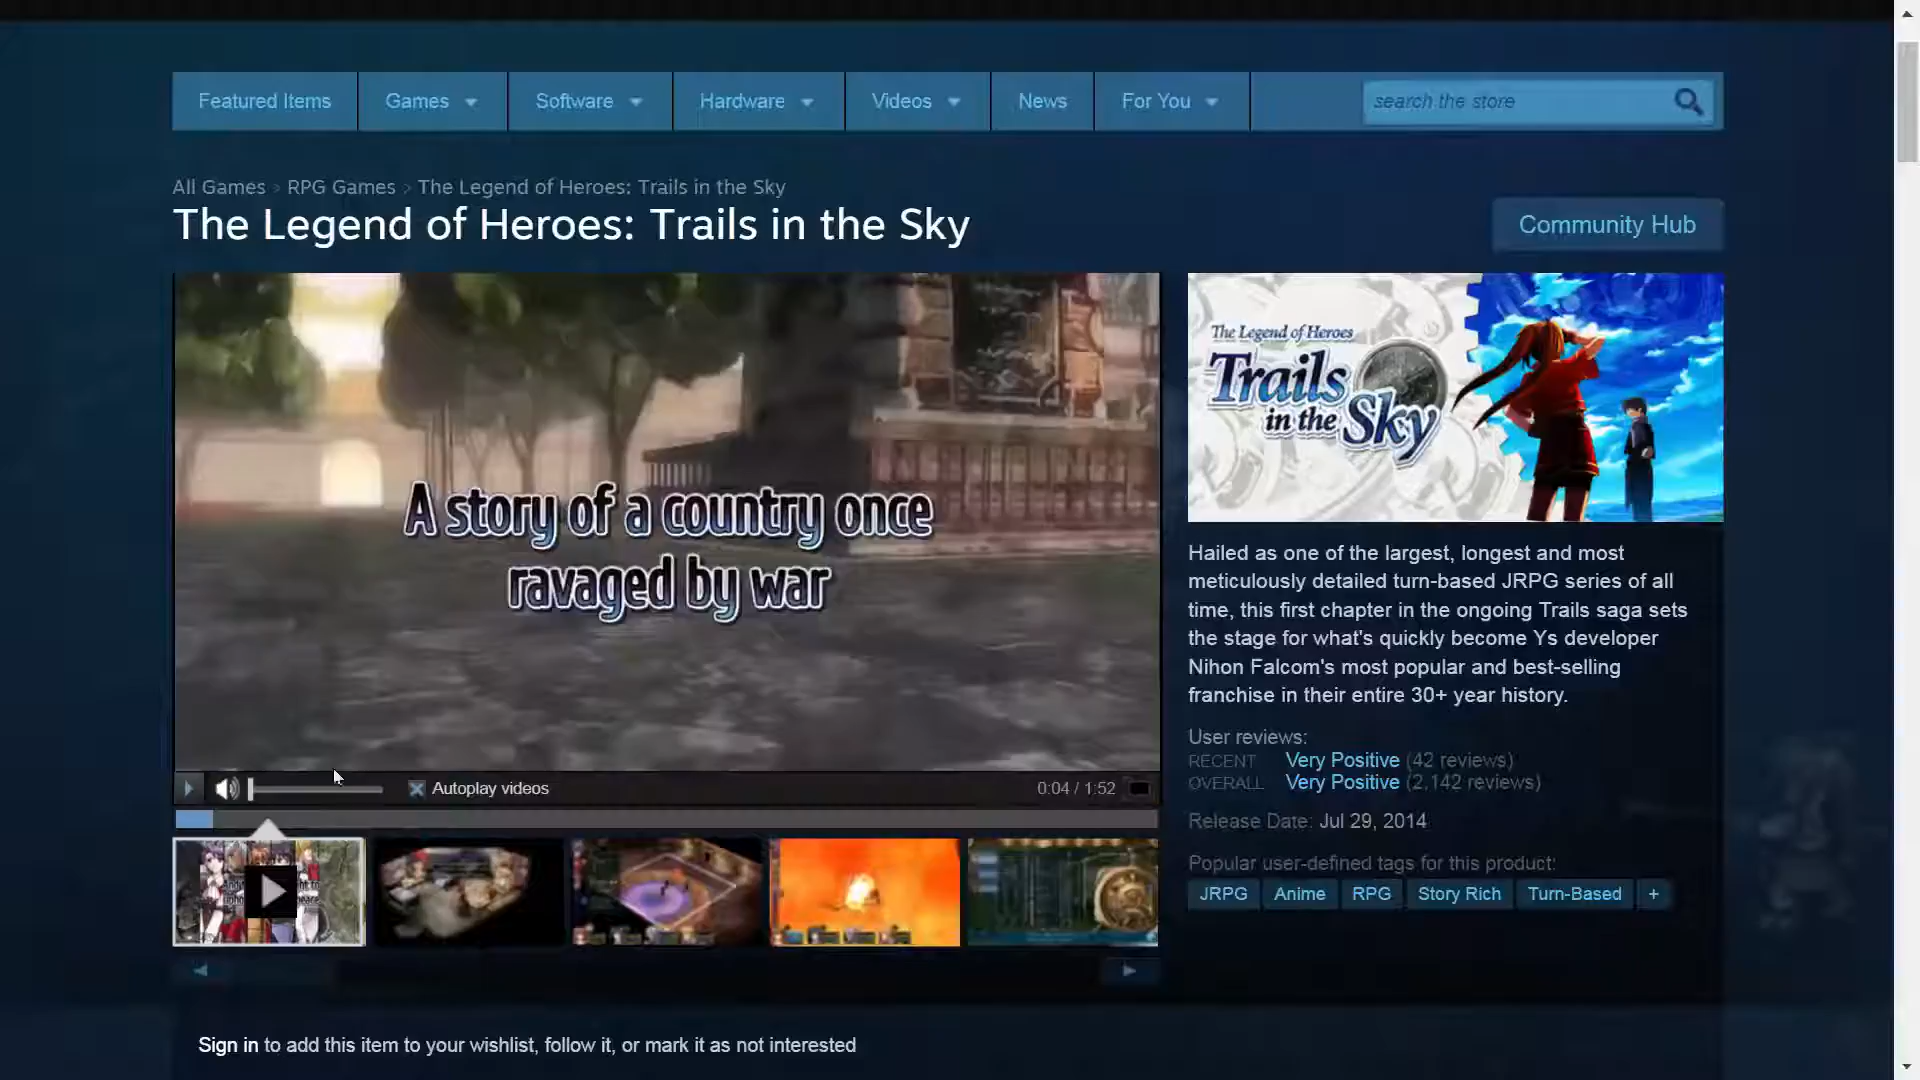 Featured Items
Games
Software
Hardware
Videos
News
For You
search the store
All Games > RPG Games > The Legend of Heroes: Trails in the Sky
The Legend of Heroes: Trails in the Sky
Community Hub
A story of a country once
ravaged by war
The Legend of Heroes
Trails
in the Sky
Hailed as one of the largest, longest and most
meticulously detailed turn-based JRPG series of all
time, this first chapter in the ongoing Trails saga sets
the stage for what's quickly become Ys developer
Nihon Falcom's most popular and best-selling
franchise in their entire 30+ year history.
User reviews:
RECENT Very Positive (42 reviews)
OVERALL Very Positive (2,142 reviews)
Release Date: Jul 29, 2014
Popular user-defined tags for this product:
JRPG
Anime
RPG
Story Rich
Turn-Based
+
Autoplay videos
0:04 / 1:52
Sign in to add this item to your wishlist, follow it, or mark it as not interested